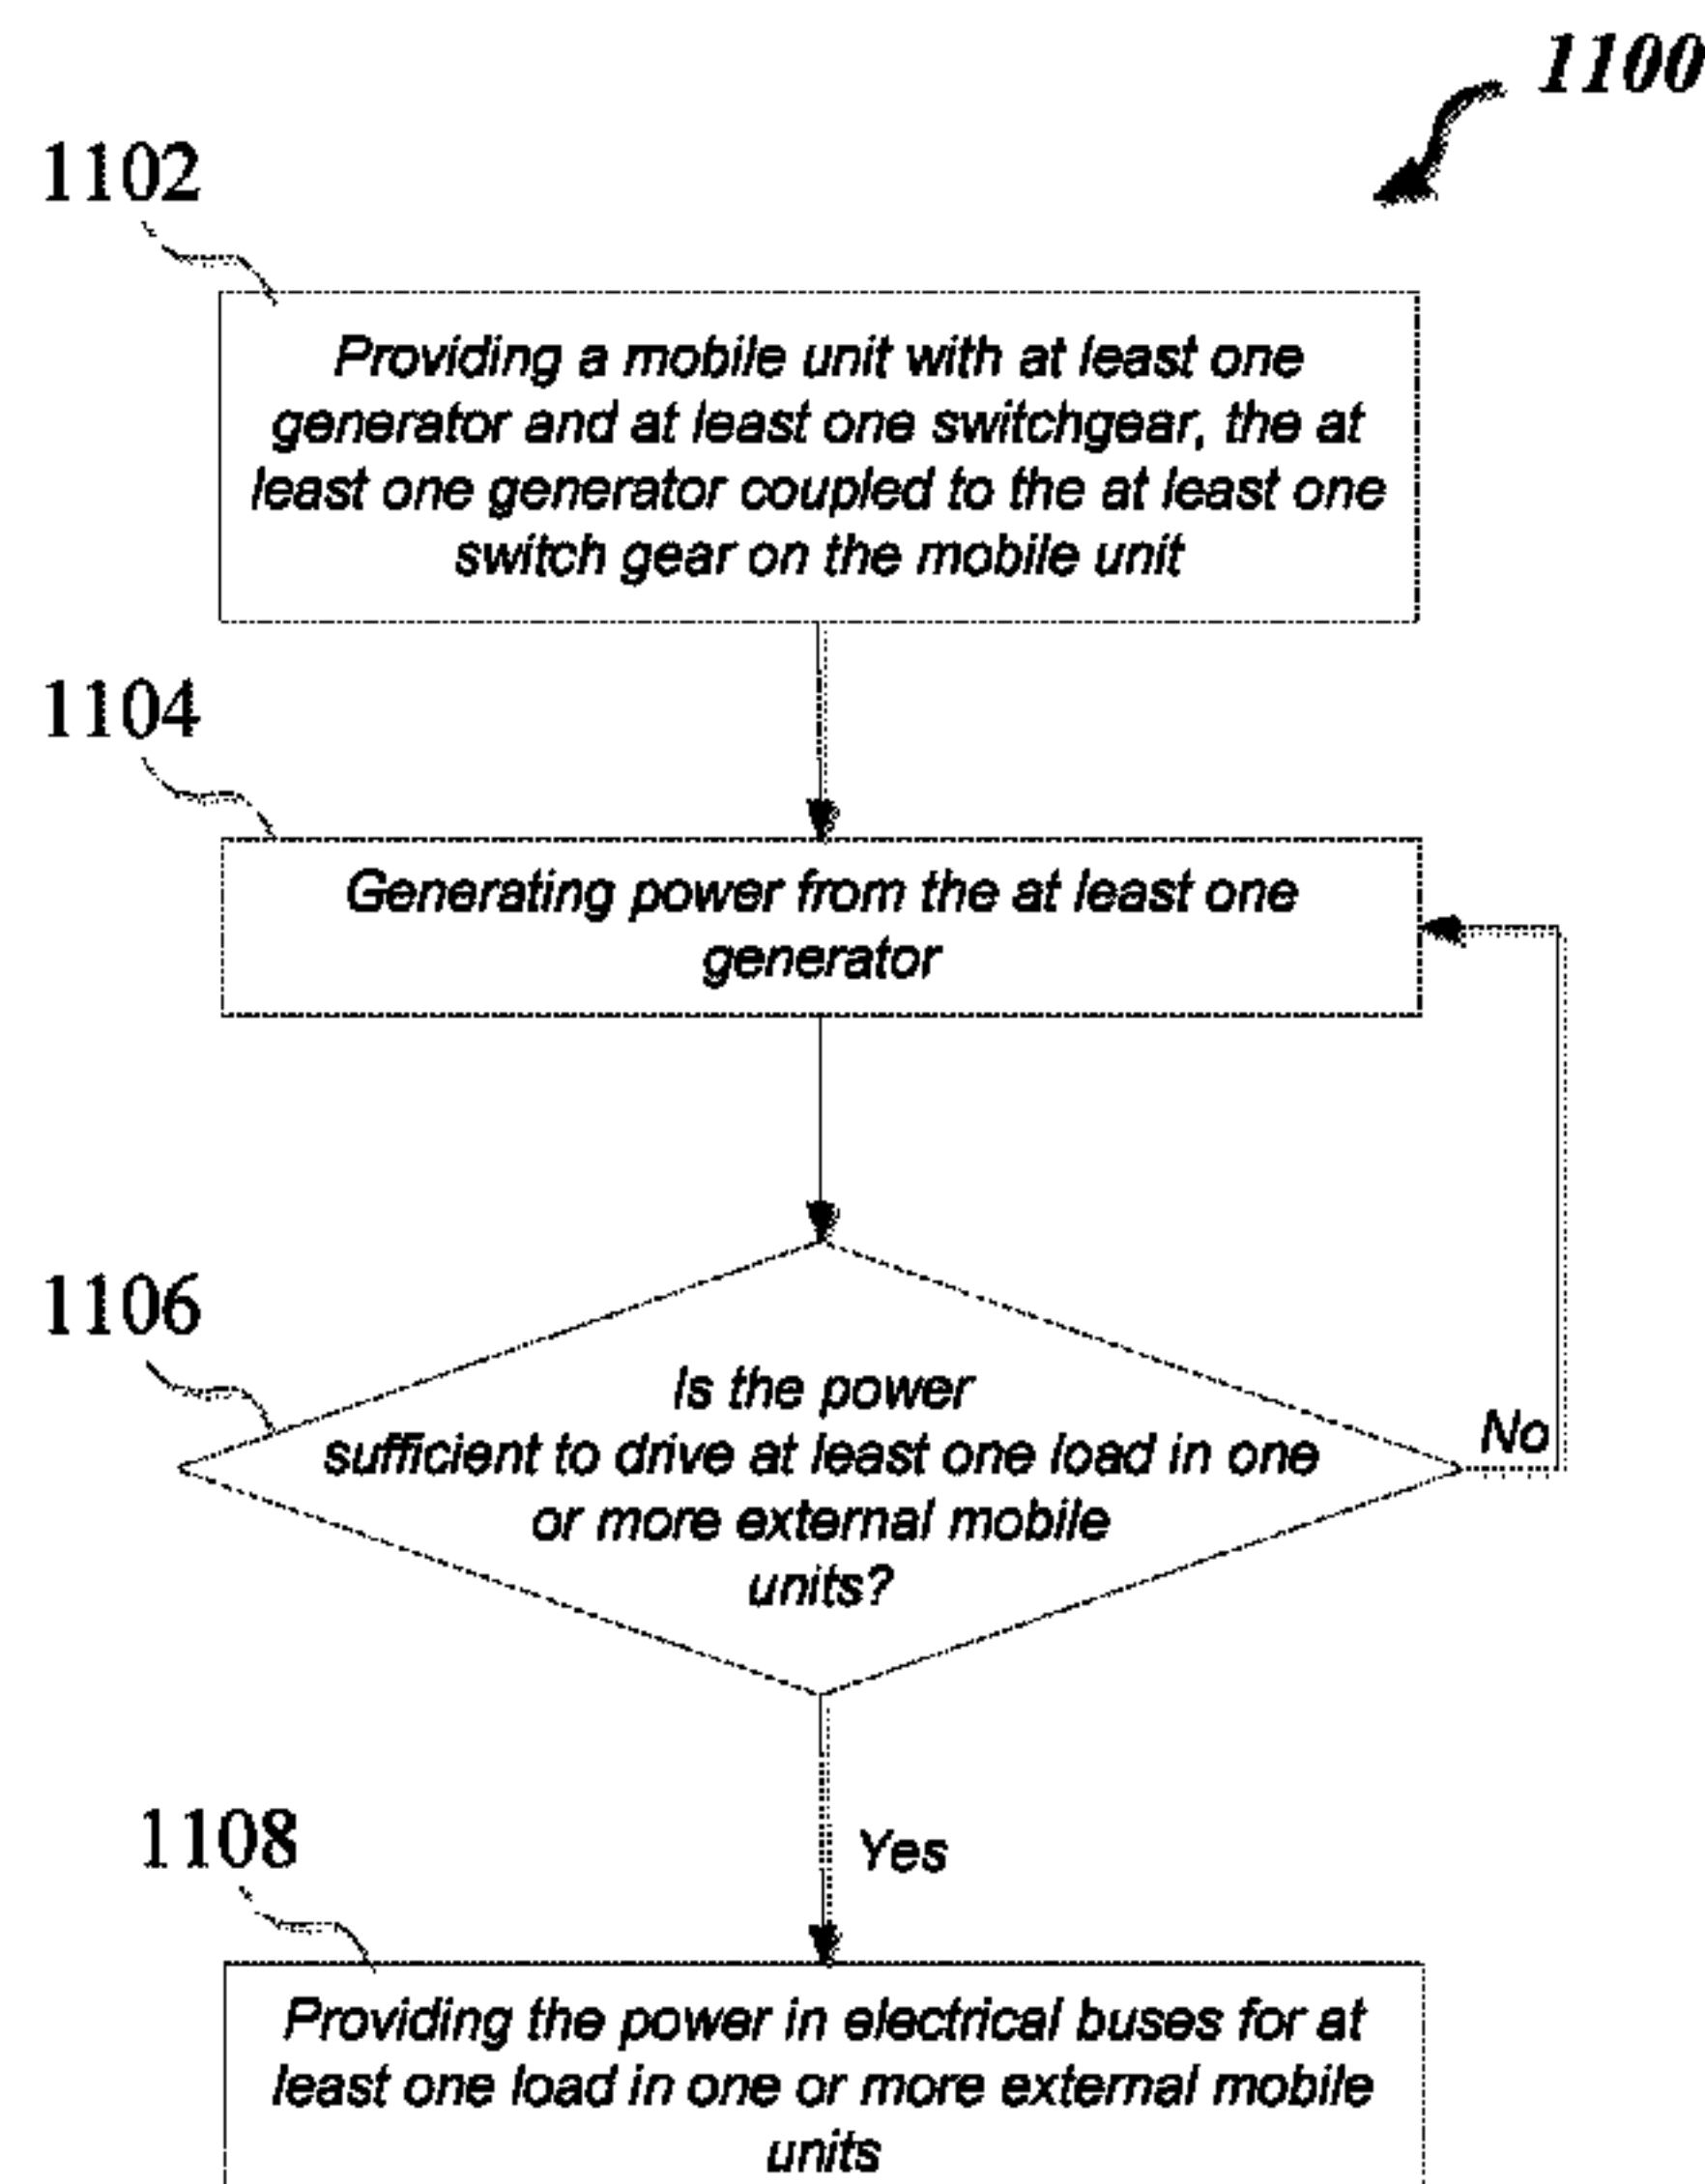 1100
1102
Providing a mobile unit with at least one
generator and at least one switchgear, the at
least one generator coupled to the at least one
switch gear on the mobile unit
1104
Generating power from the at least one
generator
1106
Is the power
sufficient to drive at least one load in one
or more external mobile
units?
No
Yes
1108
Providing the power in electrical buses for at
least one load in one or more external mobile
units